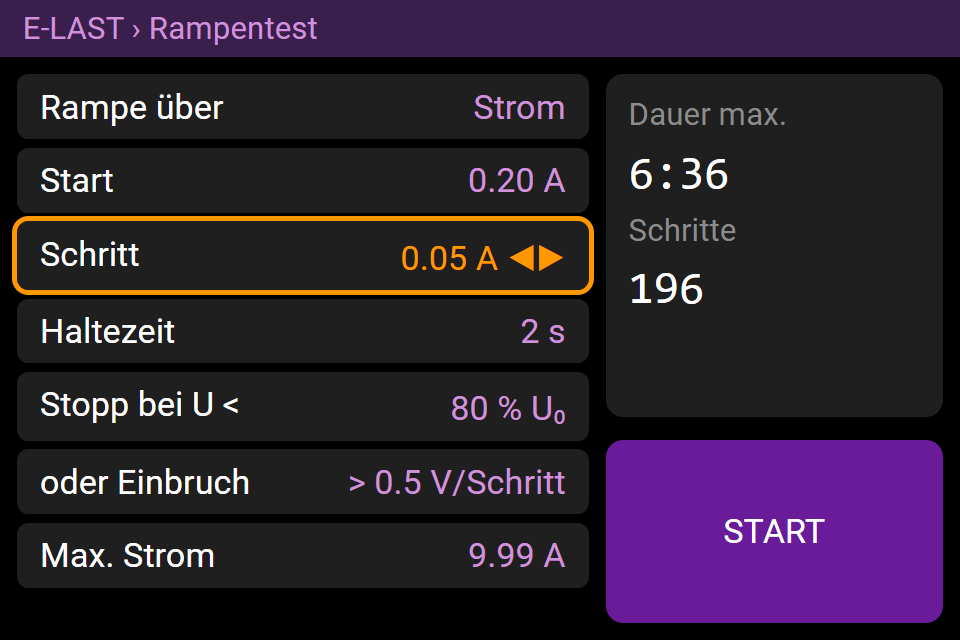 E-LAST › Rampentest
Rampe über Strom
Start 0.20 A
Schritt 0.05 A ◀▶
Haltezeit 2 s
Stopp bei U < 80 % U₀
oder Einbruch > 0.5 V/Schritt
Max. Strom 9.99 A
Dauer max.
6:36
Schritte
196
START